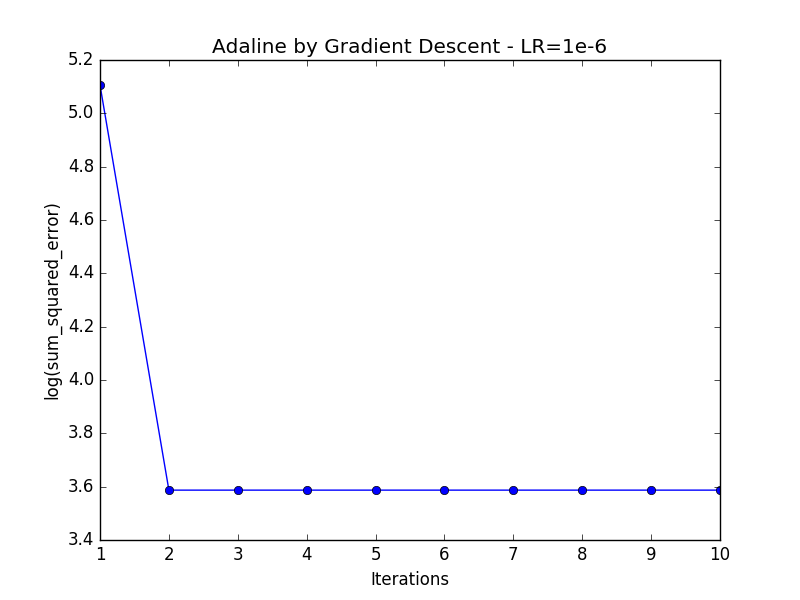 Adaline by Gradient Descent - LR=1e-6
5.2
5.0
4.8
4.6
4.4
4.2
4.0
3.8
3.6
3.4
log(sum_squared_error)
1 2 3 4 5 6 7 8 9 10
Iterations